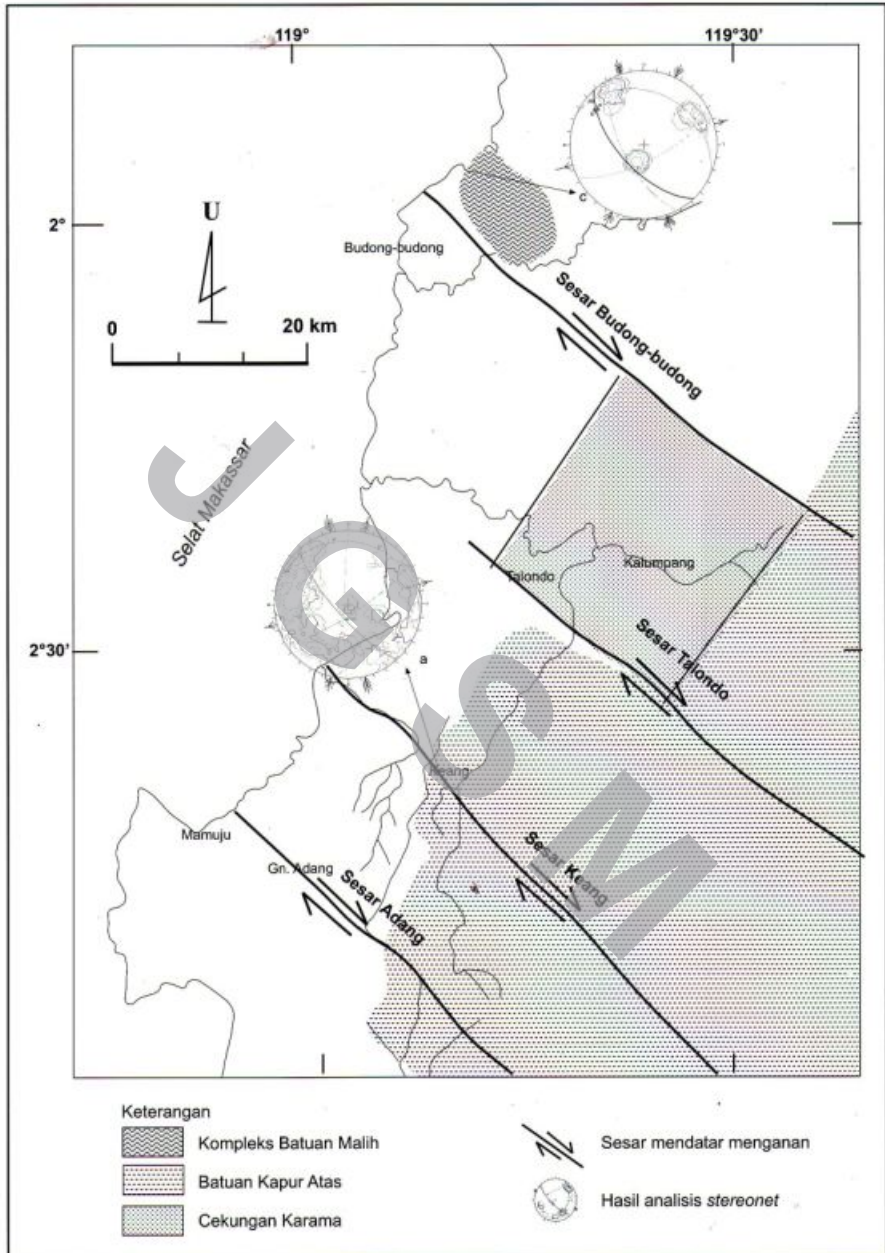 119°
119°30'
2°
U
c
Budong-budong
0
20 km
Sesar Budong-budong
Selat Makassar
Talondo
Kalumpang
2°30'
Sesar Talondo
a
Keang
Mamuju
Gn. Adang
Sesar Adang
Sesar Keang
J G S M
Keterangan
Kompleks Batuan Malih
Batuan Kapur Atas
Cekungan Karama
Sesar mendatar menganan
Hasil analisis stereonet